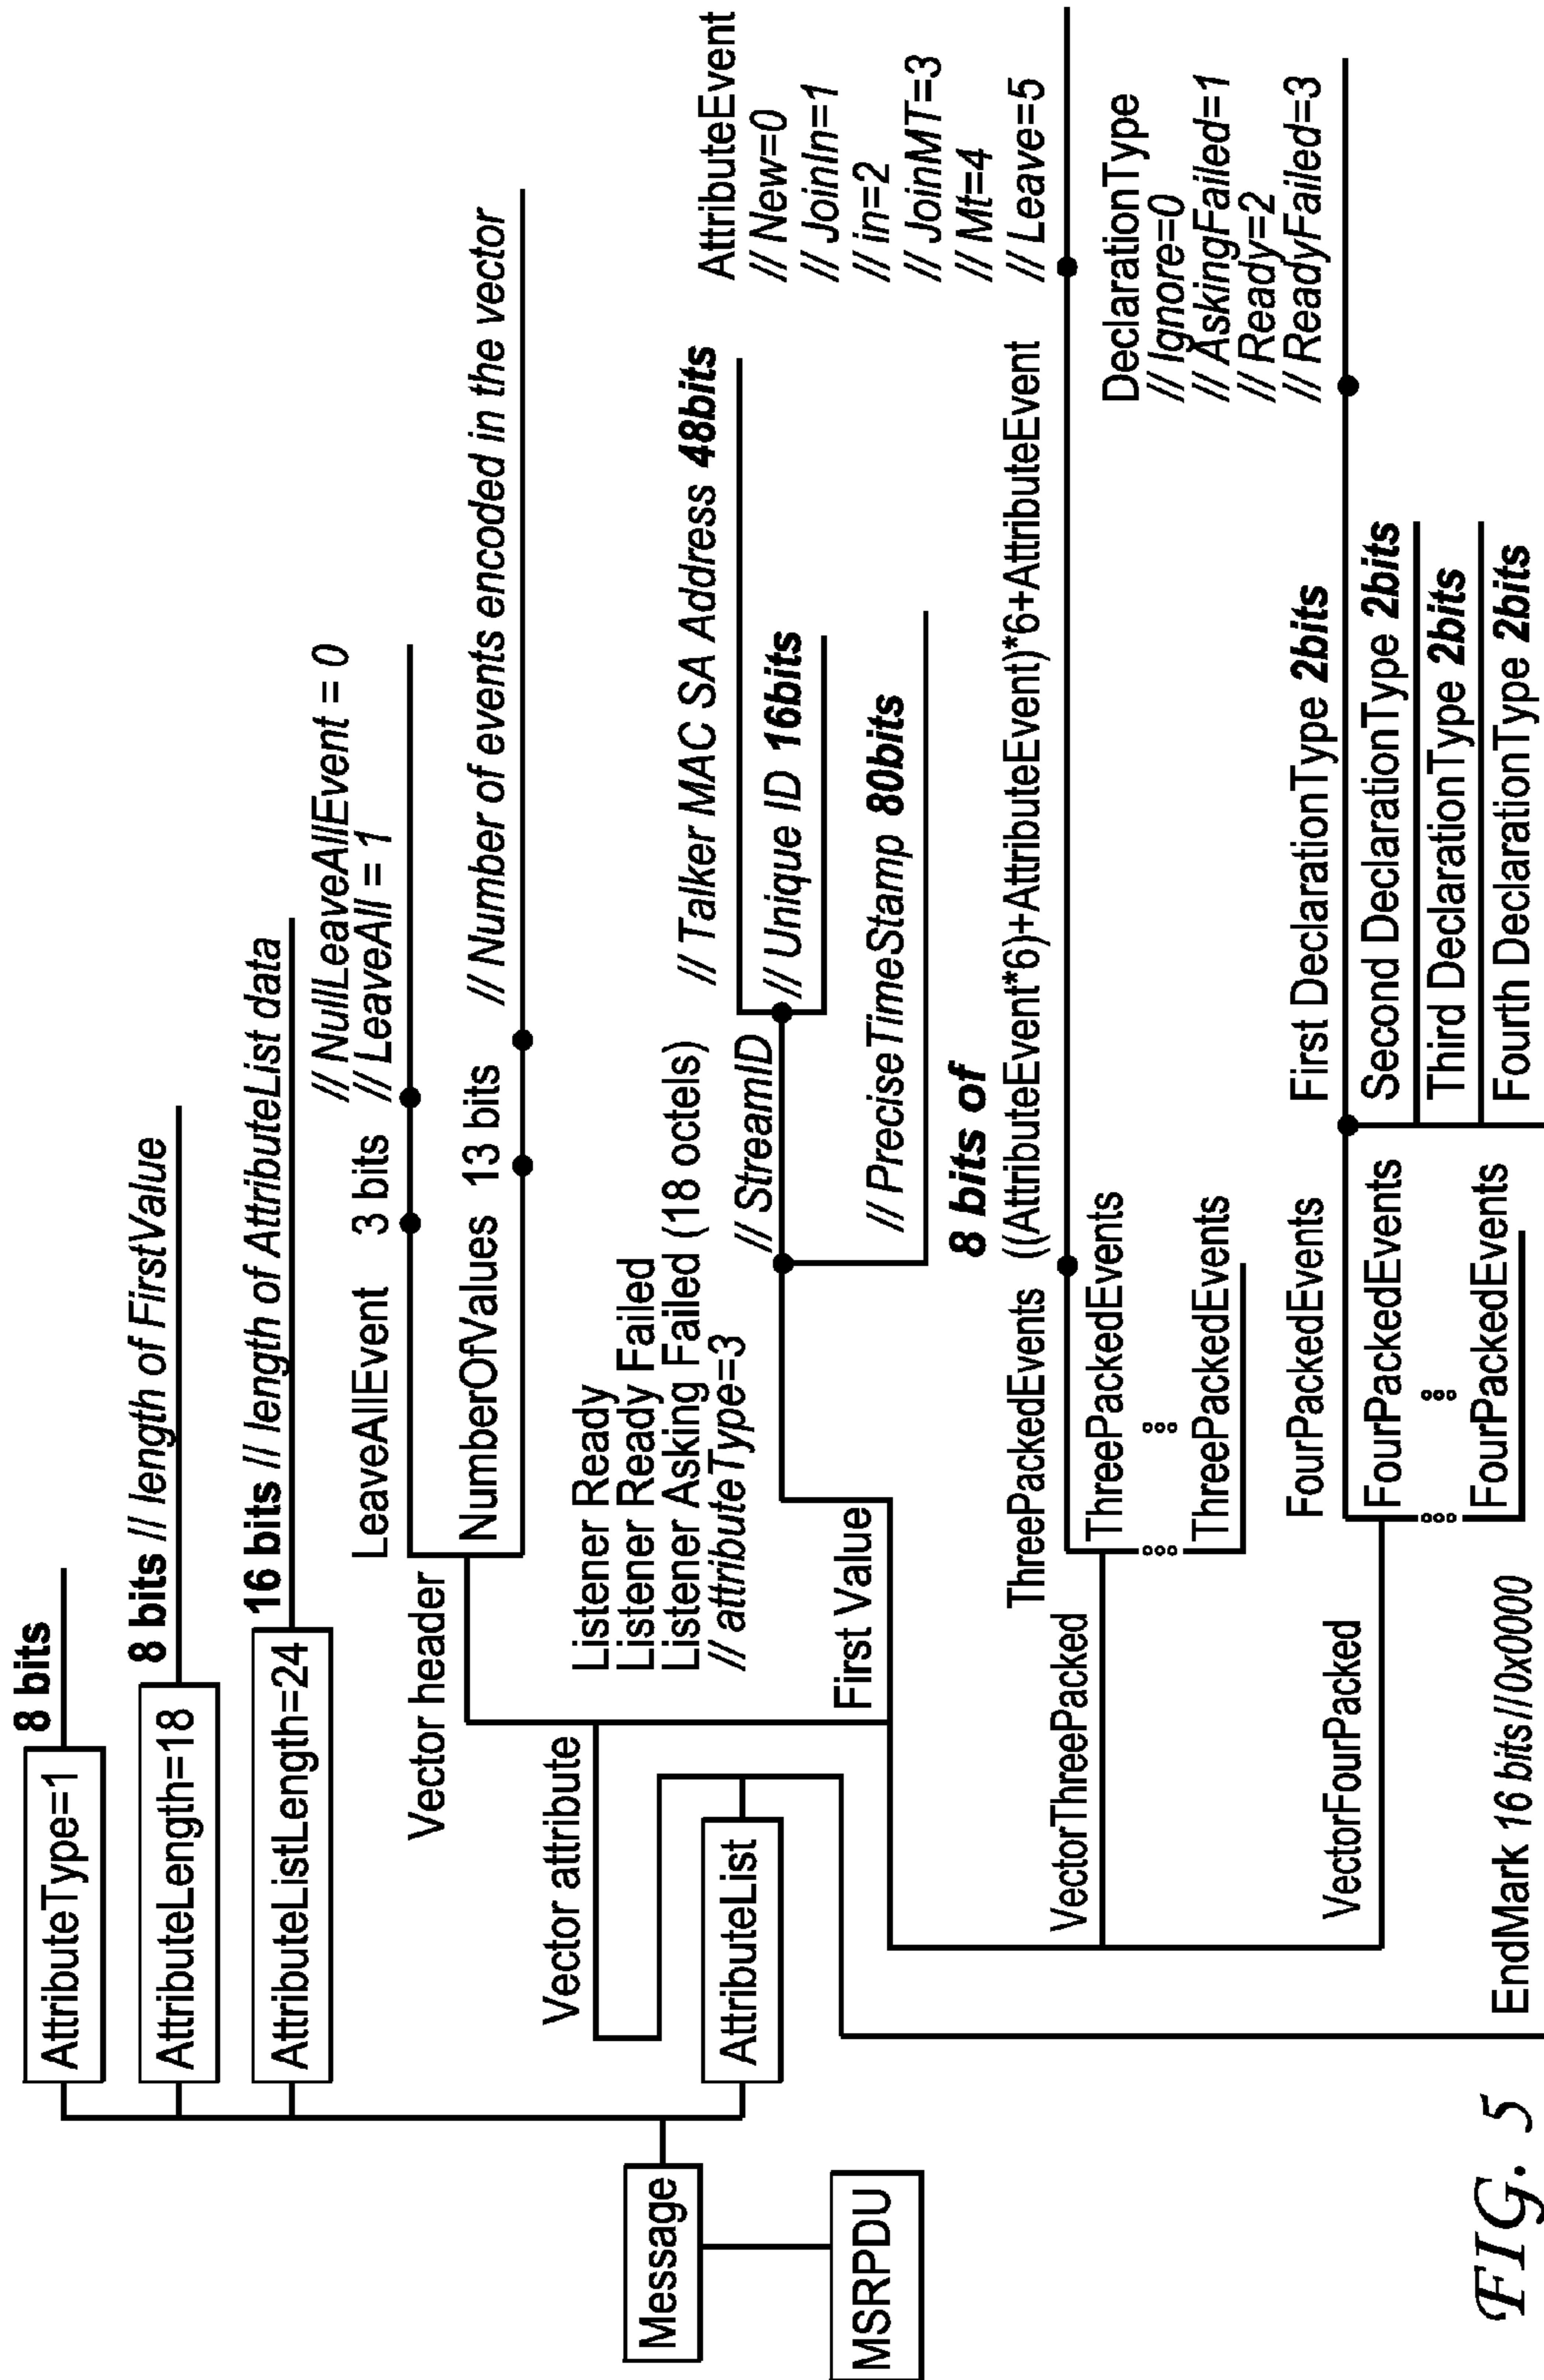 AttributeType=1 8 bits
AttributeLength=18 8 bits // length of FirstValue
AttributeListLength=24 16 bits // length of AttributeList data
LeaveAllEvent 3 bits
// NullLeaveAllEvent = 0
// LeaveAll = 1
Vector header
NumberOfValues 13 bits // Number of events encoded in the vector
Vector attribute
Listener Ready
Listener Ready Failed
Listener Asking Failed (18 octels)
// attributeType=3
// Talker MAC SA Address 48bits
// StreamID
// Unique ID 16bits
First Value
// PreciseTimeStamp 80bits
Message
AttributeList
MSRPDU
AttributeEvent
// New=0
// JoinIn=1
// in=2
// JoinMT=3
// Mt=4
// Leave=5
8 bits of
ThreePackedEvents ((AttributeEvent*6)+AttributeEvent)*6+AttributeEvent
VectorThreePacked
ThreePackedEvents
ThreePackedEvents
DeclarationType
// Ignore=0
// AskingFailed=1
// Ready=2
// ReadyFailed=3
FourPackedEvents First DeclarationType 2bits
VectorFourPacked
FourPackedEvents Second DeclarationType 2bits
Third DeclarationType 2bits
FourPackedEvents Fourth DeclarationType 2bits
EndMark 16 bits//0x0000
FIG. 5